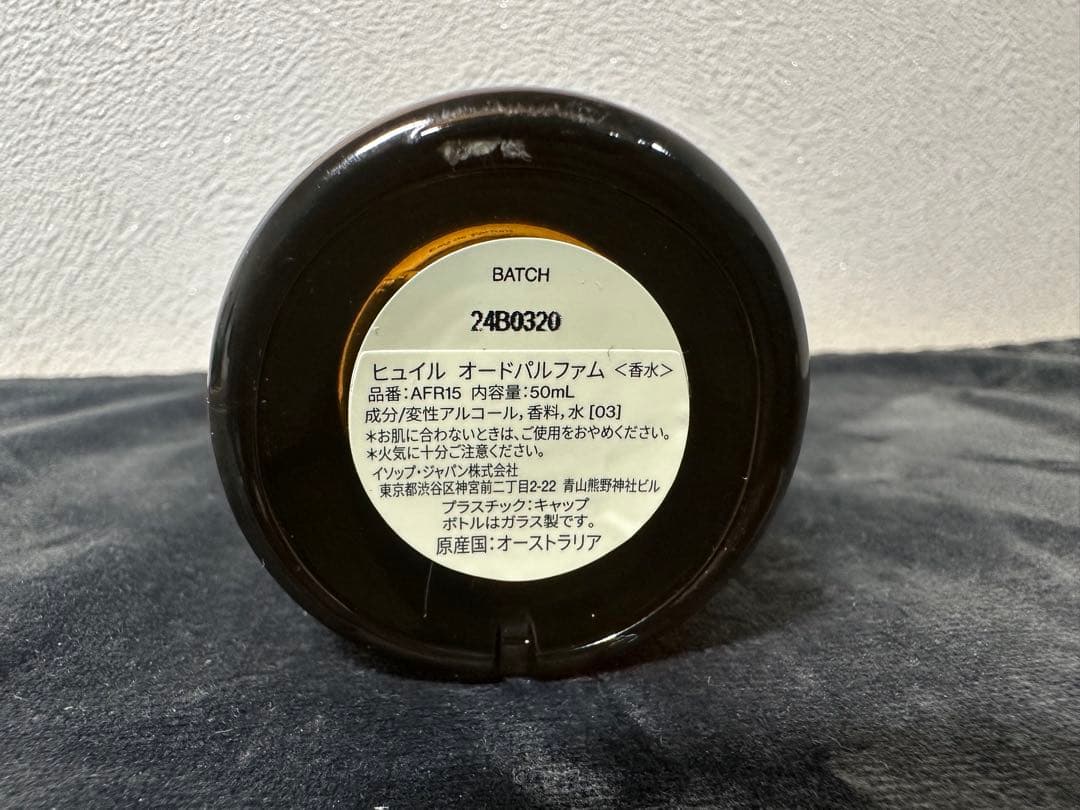 Eau de Parfum
BATCH
24B0320
ヒュイル オードパルファム <香水>
品番:AFR15 内容量:50mL
成分/変性アルコール,香料,水 [03]
*お肌に合わないときは、ご使用をおやめください。
*火気に十分ご注意ください。
イソップ・ジャパン株式会社
東京都渋谷区神宮前二丁目2-22 青山熊野神社ビル
プラスチック:キャップ
ボトルはガラス製です。
原産国:オーストラリア